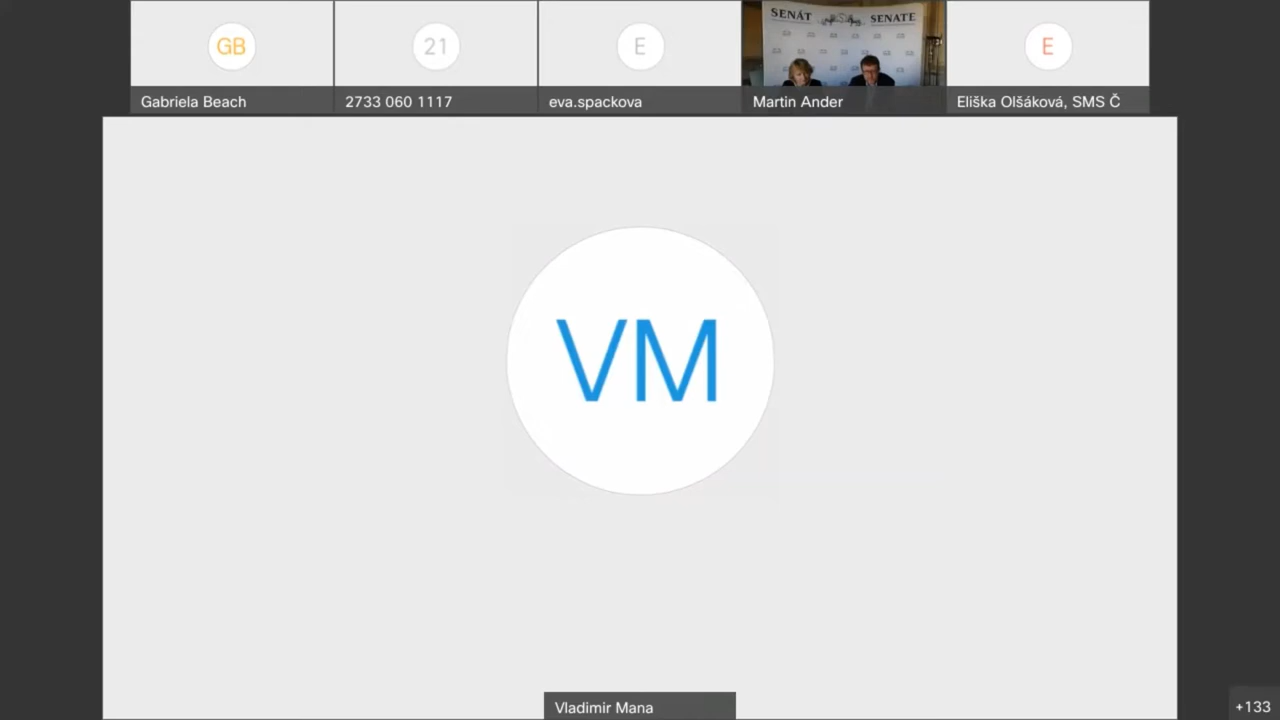 SENÁT
SENATE
GB
21
E
E
Gabriela Beach
2733 060 1117
eva.spackova
Martin Ander
Eliška Olšáková, SMS Č
VM
Vladimir Mana
+133